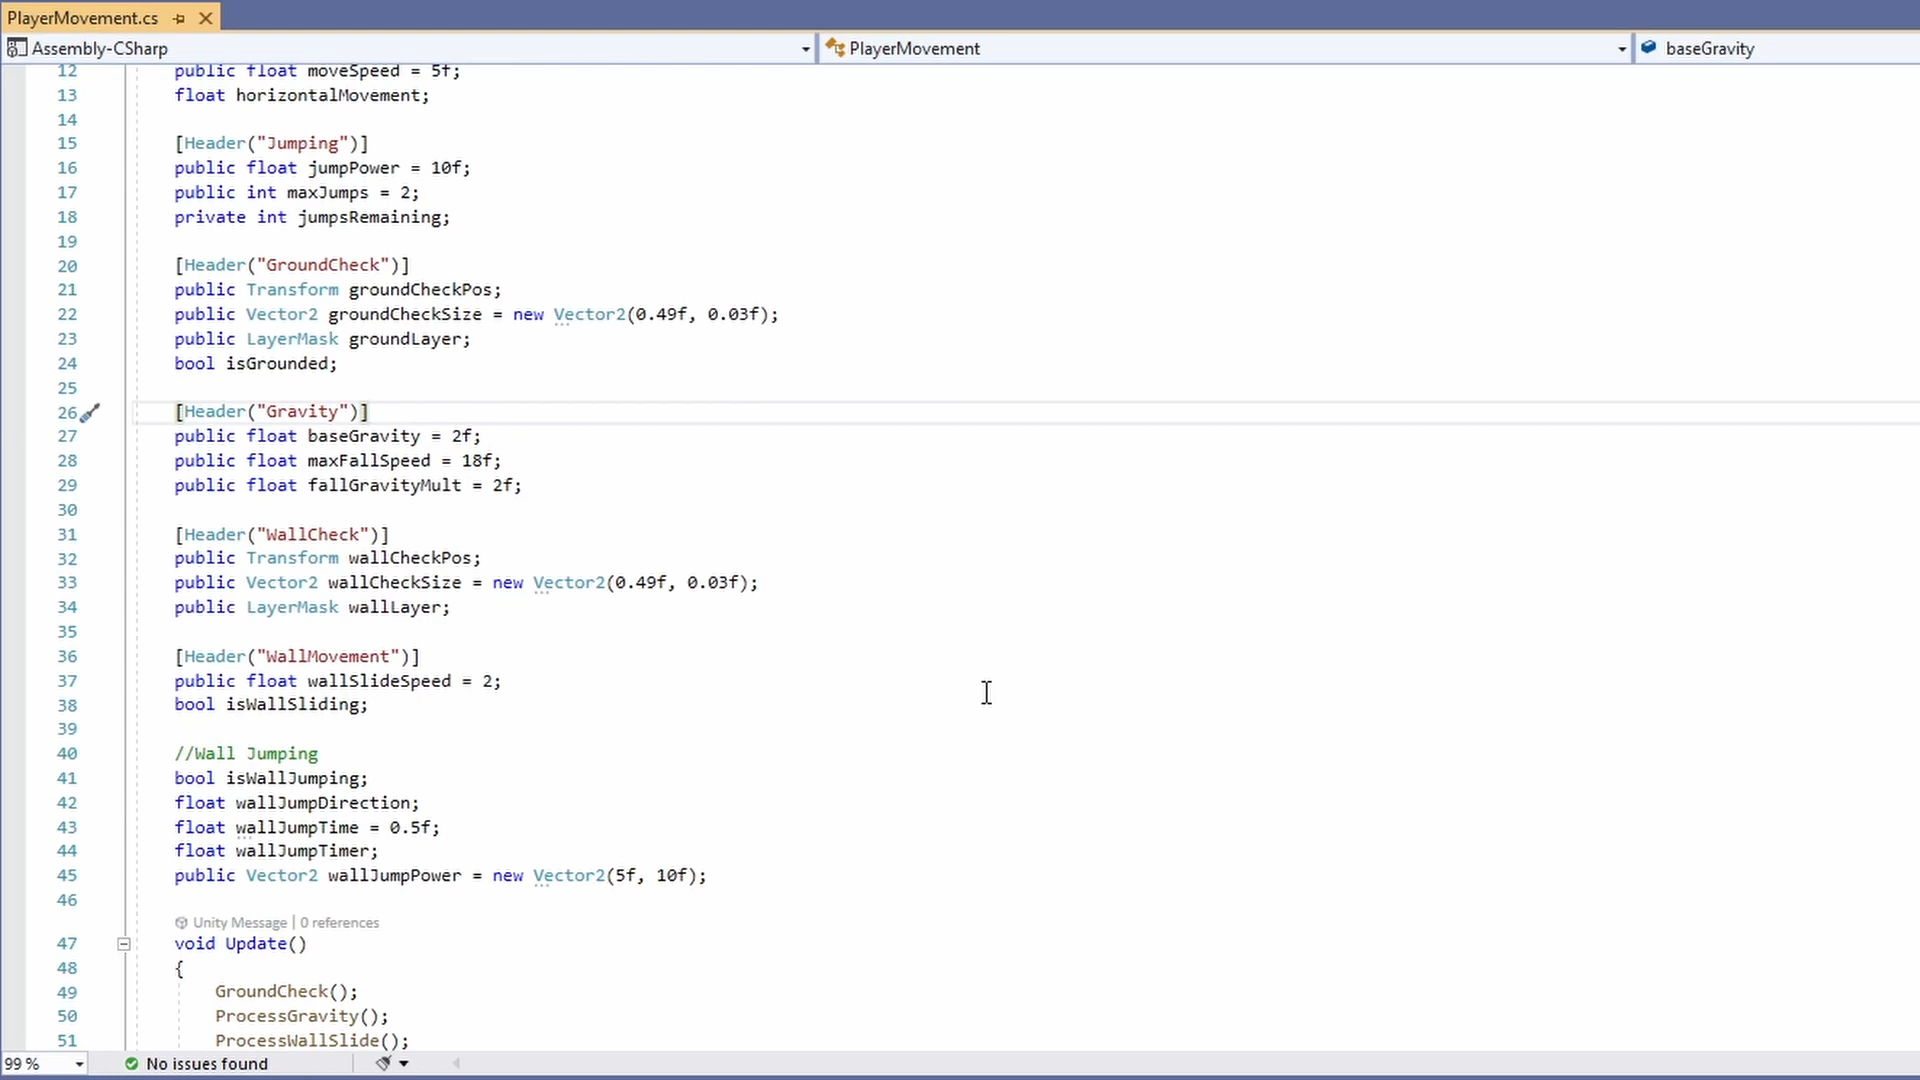 PlayerMovement.cs
Assembly-CSharp PlayerMovement baseGravity
12 public float moveSpeed = 5f;
13 float horizontalMovement;
14
15 [Header("Jumping")]
16 public float jumpPower = 10f;
17 public int maxJumps = 2;
18 private int jumpsRemaining;
19
20 [Header("GroundCheck")]
21 public Transform groundCheckPos;
22 public Vector2 groundCheckSize = new Vector2(0.49f, 0.03f);
23 public LayerMask groundLayer;
24 bool isGrounded;
25
26 [Header("Gravity")]
27 public float baseGravity = 2f;
28 public float maxFallSpeed = 18f;
29 public float fallGravityMult = 2f;
30
31 [Header("WallCheck")]
32 public Transform wallCheckPos;
33 public Vector2 wallCheckSize = new Vector2(0.49f, 0.03f);
34 public LayerMask wallLayer;
35
36 [Header("WallMovement")]
37 public float wallSlideSpeed = 2;
38 bool isWallSliding;
39
40 //Wall Jumping
41 bool isWallJumping;
42 float wallJumpDirection;
43 float wallJumpTime = 0.5f;
44 float wallJumpTimer;
45 public Vector2 wallJumpPower = new Vector2(5f, 10f);
46
Unity Message | 0 references
47 void Update()
48 {
49 GroundCheck();
50 ProcessGravity();
51 ProcessWallSlide();
99 % No issues found